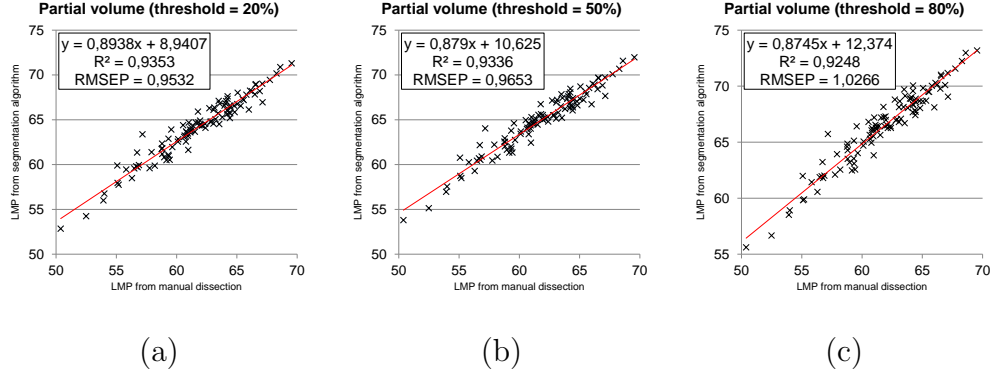 Partial volume (threshold = 20%)
75
70
65
60
55
50
y = 0,8938x + 8,9407
R² = 0,9353
RMSEP = 0,9532
LMP from segmentation algorithm
50 55 60 65 70
LMP from manual dissection
(a)
Partial volume (threshold = 50%)
75
70
65
60
55
50
y = 0,879x + 10,625
R² = 0,9336
RMSEP = 0,9653
LMP from segmentation algorithm
50 55 60 65 70
LMP from manual dissection
(b)
Partial volume (threshold = 80%)
75
70
65
60
55
y = 0,8745x + 12,374
R² = 0,9248
RMSEP = 1,0266
LMP from segmentation algorithm
50 55 60 65 70
LMP from manual dissection
(c)